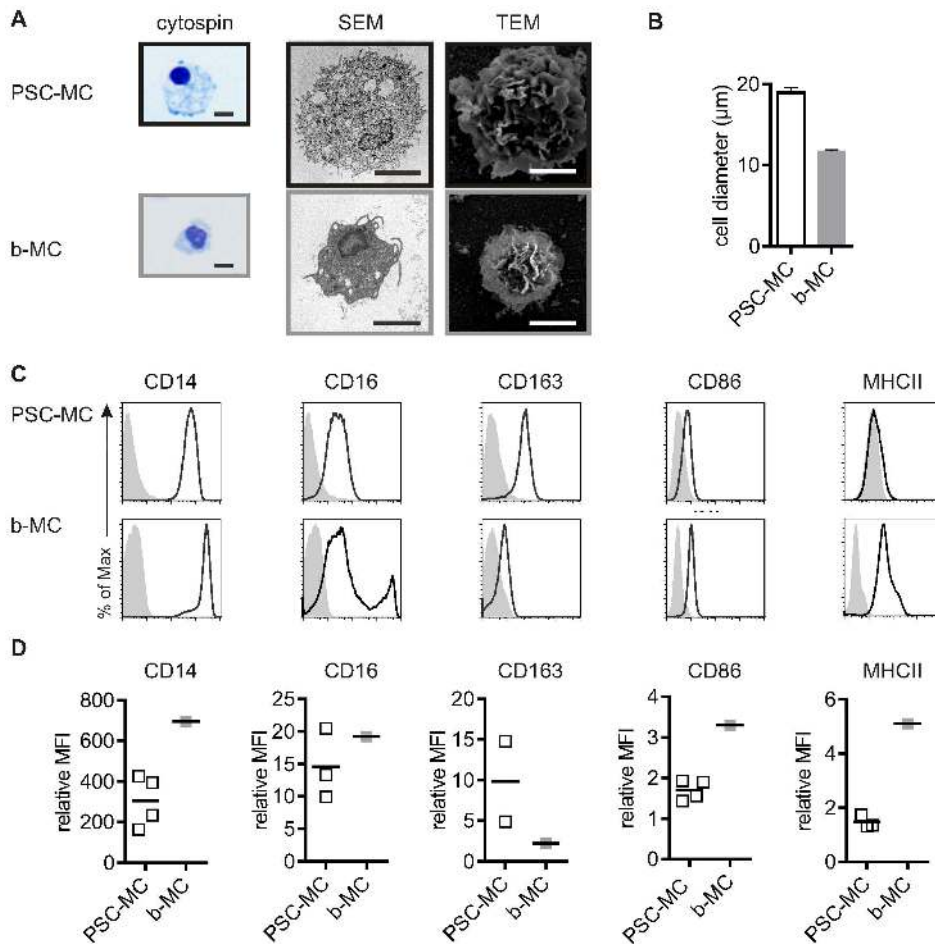 A
cytospin
SEM
TEM
PSC-MC
b-MC
B
cell diameter (µm)
20
10
0
PSC-MC
b-MC
C
CD14
CD16
CD163
CD86
MHCII
PSC-MC
b-MC
% of Max
D
CD14
CD16
CD163
CD86
MHCII
relative MFI
800
600
400
200
0
PSC-MC
b-MC
relative MFI
25
20
15
10
5
0
PSC-MC
b-MC
relative MFI
20
15
10
5
0
PSC-MC
b-MC
relative MFI
4
3
2
1
0
PSC-MC
b-MC
relative MFI
6
4
2
0
PSC-MC
b-MC